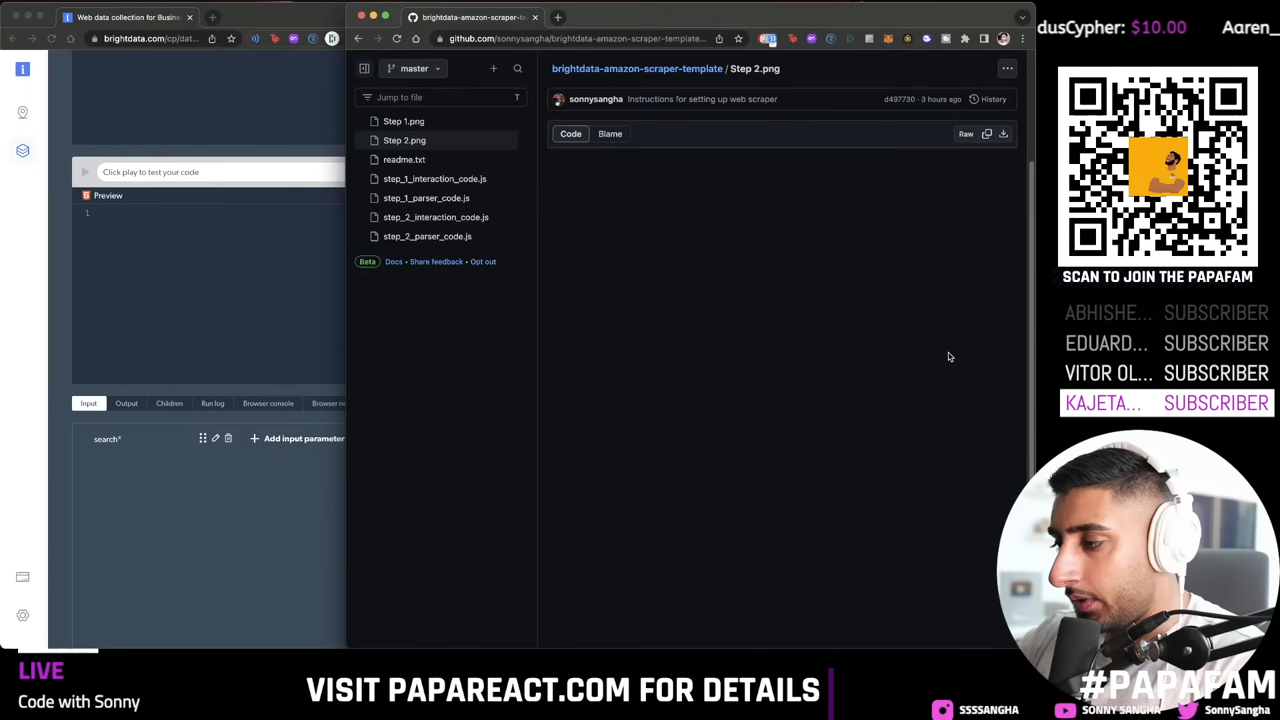 Web data collection for Busine
brightdata-amazon-scraper-te
dusCypher: $10.00
Aaren_
brightdata.com/cp/dat...
github.com/sonnysangha/brightdata-amazon-scraper-template...
master
brightdata-amazon-scraper-template / Step 2.png
Jump to file
T
sonnysangha
Instructions for setting up web scraper
d497730 · 3 hours ago
History
Step 1.png
Step 2.png
readme.txt
step_1_interaction_code.js
step_1_parser_code.js
step_2_interaction_code.js
step_2_parser_code.js
Code
Blame
Raw
Beta
Docs • Share feedback • Opt out
Click play to test your code
Preview
1
Input
Output
Children
Run log
Browser console
Browser ne
search*
Add input parameter
SCAN TO JOIN THE PAPAFAM
ABHISHE... SUBSCRIBER
EDUARD... SUBSCRIBER
VITOR OL... SUBSCRIBER
KAJETA... SUBSCRIBER
LIVE
Code with Sonny
VISIT PAPAREACT.COM FOR DETAILS
#PAPAFAM
SSSSANGHA
SONNY SANGHA
SonnySangha